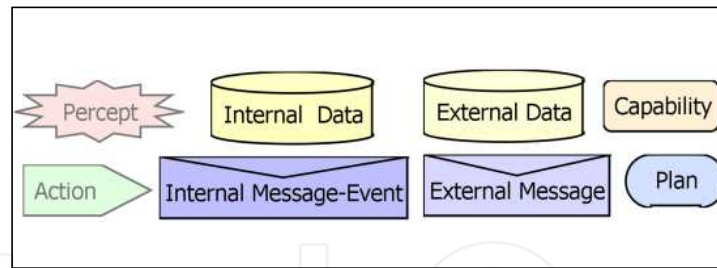 Percept
Internal Data
External Data
Capability
Action
Internal Message-Event
External Message
Plan